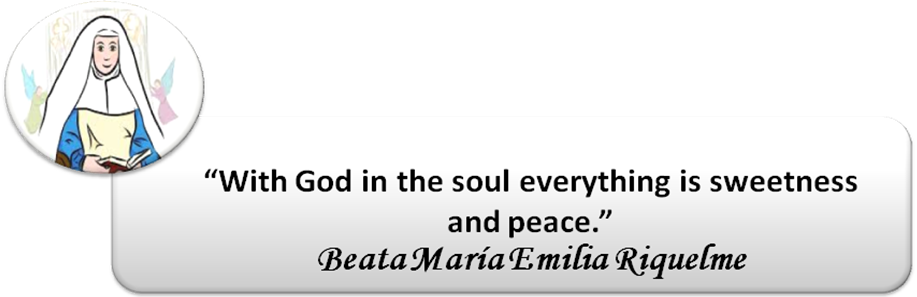 “With God in the soul everything is sweetness
and peace.”
Beata María Emilia Riquelme